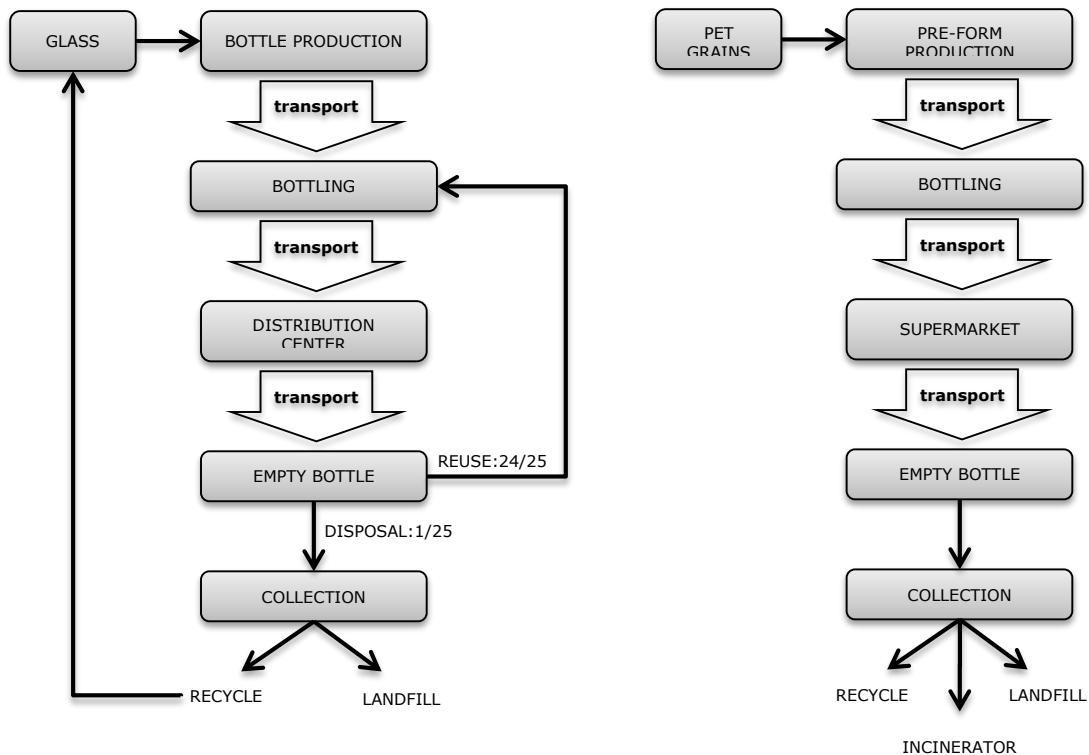 GLASS
BOTTLE PRODUCTION
transport
BOTTLING
transport
DISTRIBUTION
CENTER
transport
EMPTY BOTTLE
REUSE:24/25
DISPOSAL:1/25
COLLECTION
RECYCLE
LANDFILL
PET
GRAINS
PRE-FORM
PRODUCTION
transport
BOTTLING
transport
SUPERMARKET
transport
EMPTY BOTTLE
COLLECTION
RECYCLE
LANDFILL
INCINERATOR